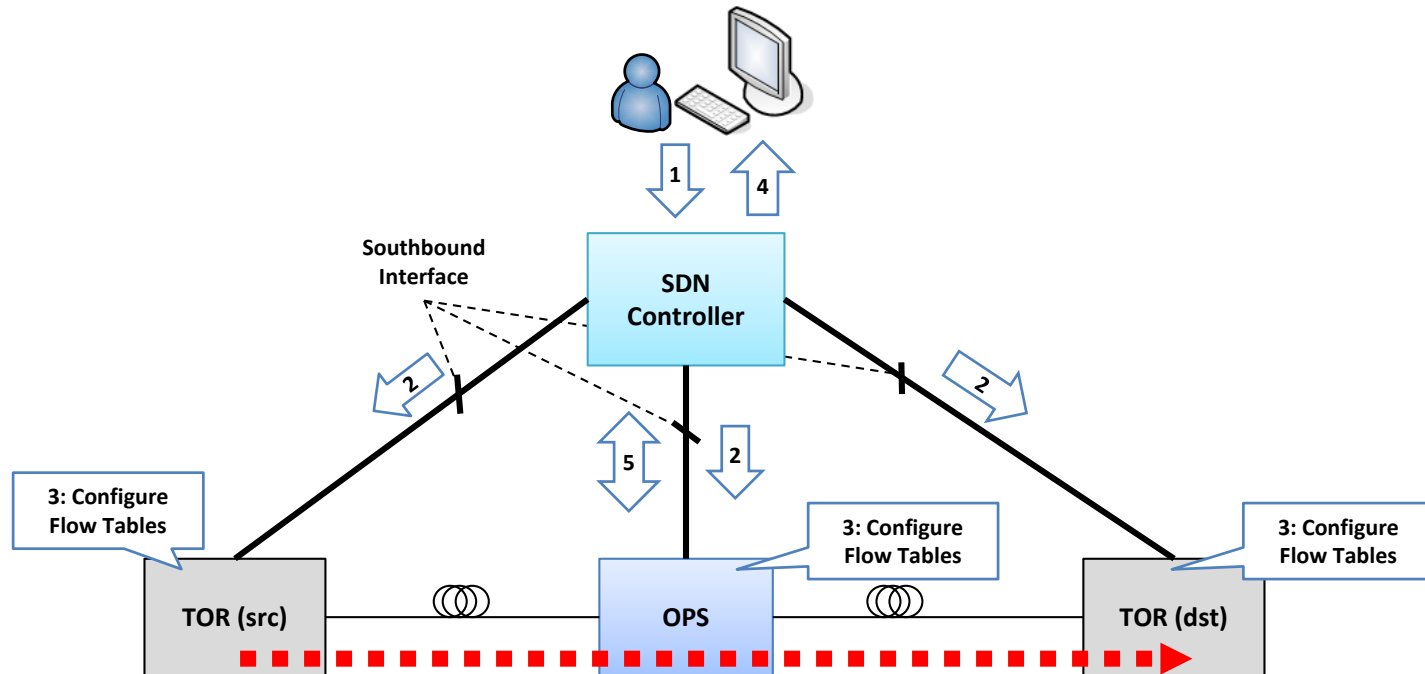 1
4
Southbound
Interface
SDN
Controller
2
2
5
2
3: Configure
Flow Tables
3: Configure
Flow Tables
3: Configure
Flow Tables
TOR (src)
OPS
TOR (dst)